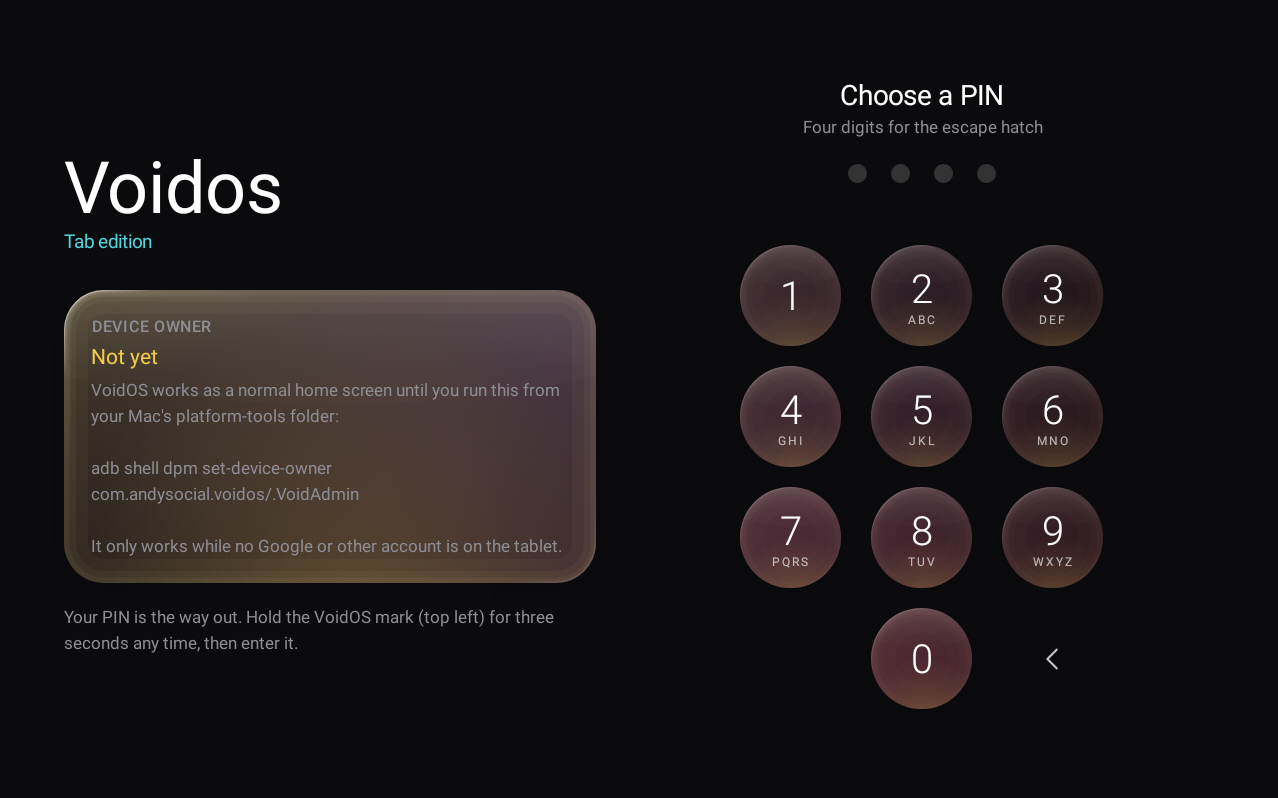 Voidos
Tab edition
DEVICE OWNER
Not yet
VoidOS works as a normal home screen until you run this from
your Mac's platform-tools folder:
adb shell dpm set-device-owner
com.andysocial.voidos/.VoidAdmin
It only works while no Google or other account is on the tablet.
Your PIN is the way out. Hold the VoidOS mark (top left) for three
seconds any time, then enter it.
Choose a PIN
Four digits for the escape hatch
1
2
ABC
3
DEF
4
GHI
5
JKL
6
MNO
7
PQRS
8
TUV
9
WXYZ
0